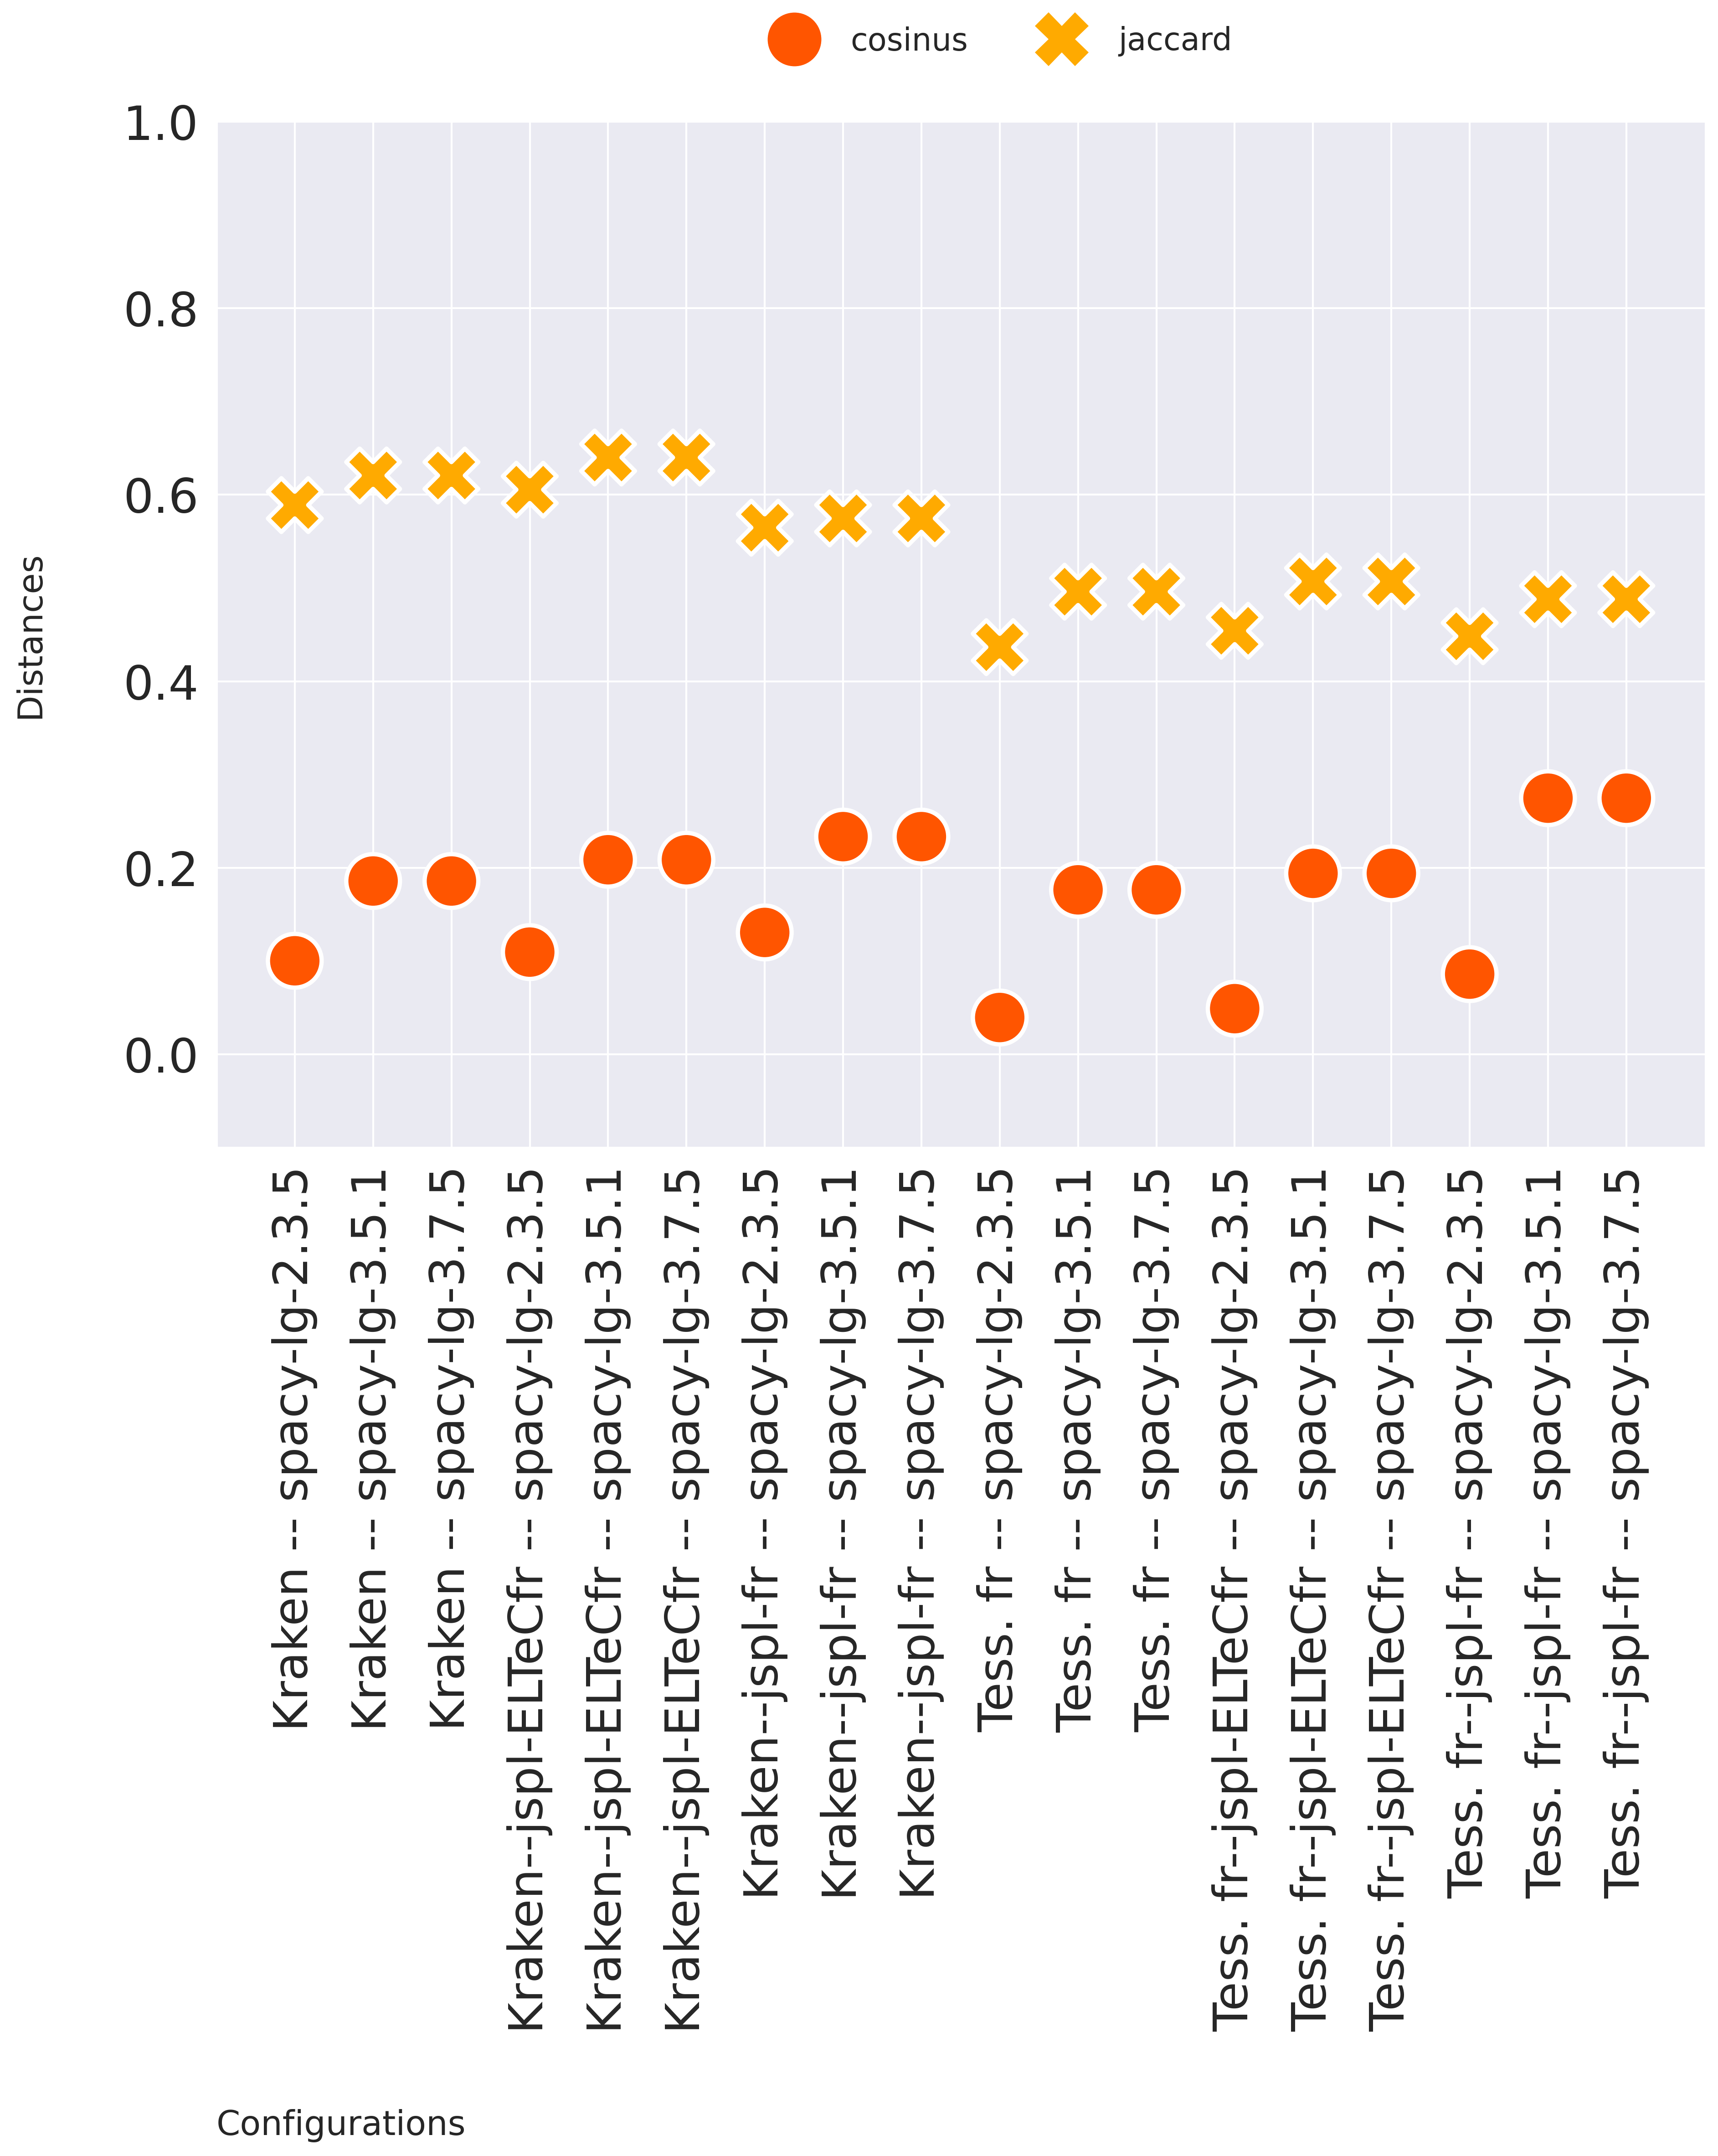 cosinus jaccard
Distances
1.0
0.8
0.6
0.4
0.2
0.0
Kraken -- spacy-lg-2.3.5
Kraken -- spacy-lg-3.5.1
Kraken -- spacy-lg-3.7.5
Kraken--jspl-ELTeCfr -- spacy-lg-2.3.5
Kraken--jspl-ELTeCfr -- spacy-lg-3.5.1
Kraken--jspl-ELTeCfr -- spacy-lg-3.7.5
Kraken--jspl-fr -- spacy-lg-2.3.5
Kraken--jspl-fr -- spacy-lg-3.5.1
Kraken--jspl-fr -- spacy-lg-3.7.5
Tess. fr -- spacy-lg-2.3.5
Tess. fr -- spacy-lg-3.5.1
Tess. fr -- spacy-lg-3.7.5
Tess. fr--jspl-ELTeCfr -- spacy-lg-2.3.5
Tess. fr--jspl-ELTeCfr -- spacy-lg-3.5.1
Tess. fr--jspl-ELTeCfr -- spacy-lg-3.7.5
Tess. fr--jspl-fr -- spacy-lg-2.3.5
Tess. fr--jspl-fr -- spacy-lg-3.5.1
Tess. fr--jspl-fr -- spacy-lg-3.7.5
Configurations